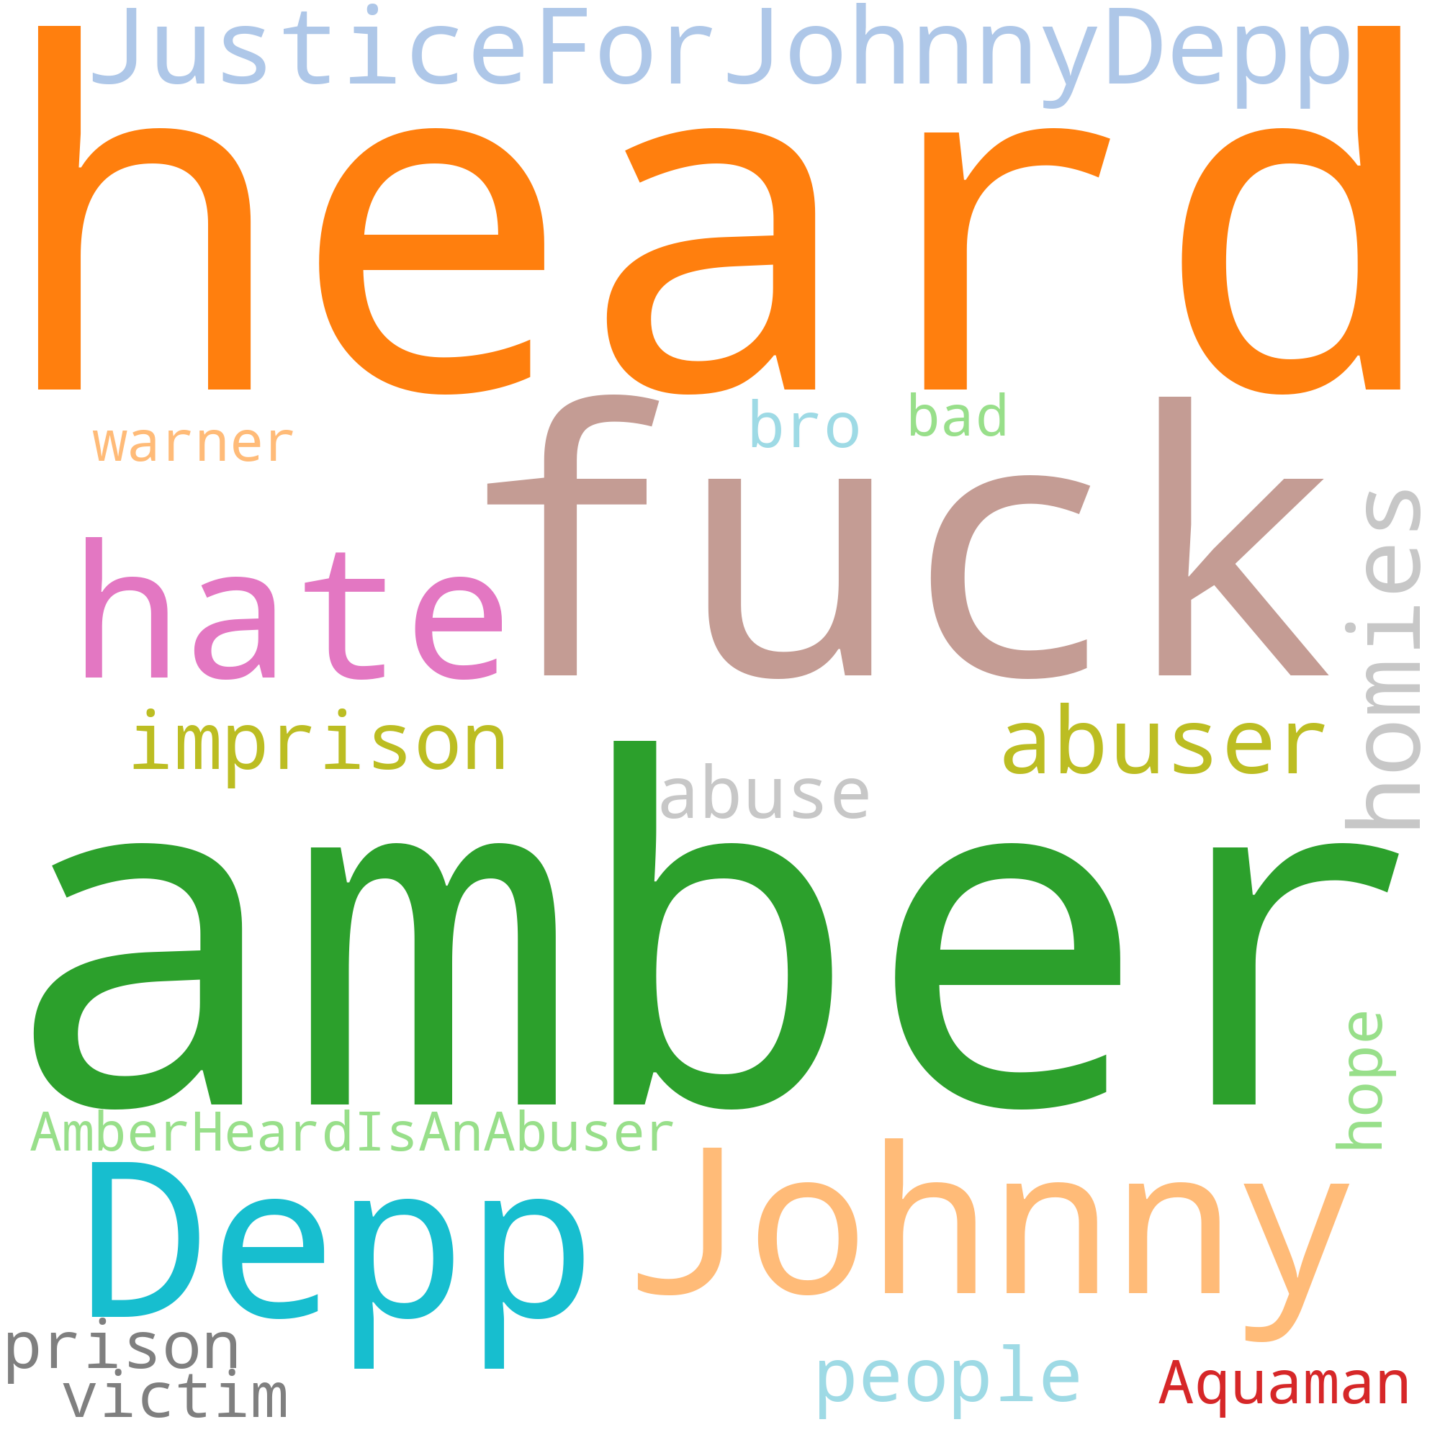 JusticeForJohnnyDepp
heard
warner
bro
bad
fuck
hate
homies
imprison
abuser
abuse
amber
hope
AmberHeardIsAnAbuser
Depp
Johnny
prison
victim
people
Aquaman